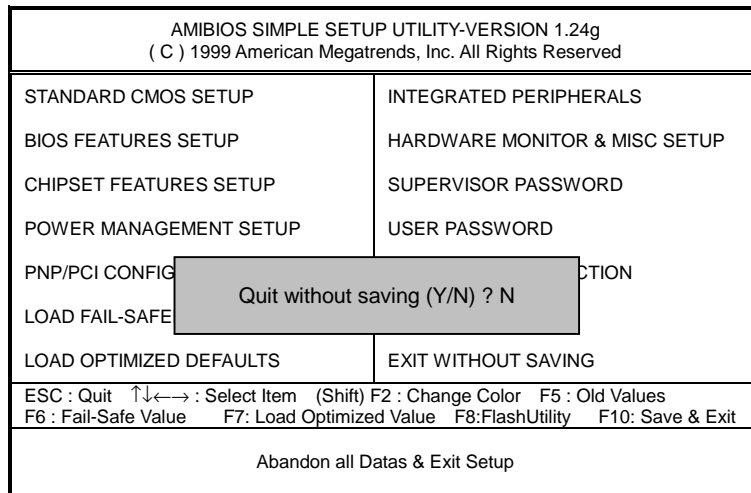 AMIBIOS SIMPLE SETUP UTILITY-VERSION 1.24g
( C ) 1999 American Megatrends, Inc. All Rights Reserved
STANDARD CMOS SETUP
BIOS FEATURES SETUP
CHIPSET FEATURES SETUP
POWER MANAGEMENT SETUP
PNP/PCI CONFIG
LOAD FAIL-SAFE
LOAD OPTIMIZED DEFAULTS
INTEGRATED PERIPHERALS
HARDWARE MONITOR & MISC SETUP
SUPERVISOR PASSWORD
USER PASSWORD
CTION
EXIT WITHOUT SAVING
Quit without saving (Y/N) ? N
ESC : Quit ↑↓←→ : Select Item (Shift) F2 : Change Color F5 : Old Values
F6 : Fail-Safe Value F7: Load Optimized Value F8:FlashUtility F10: Save & Exit
Abandon all Datas & Exit Setup